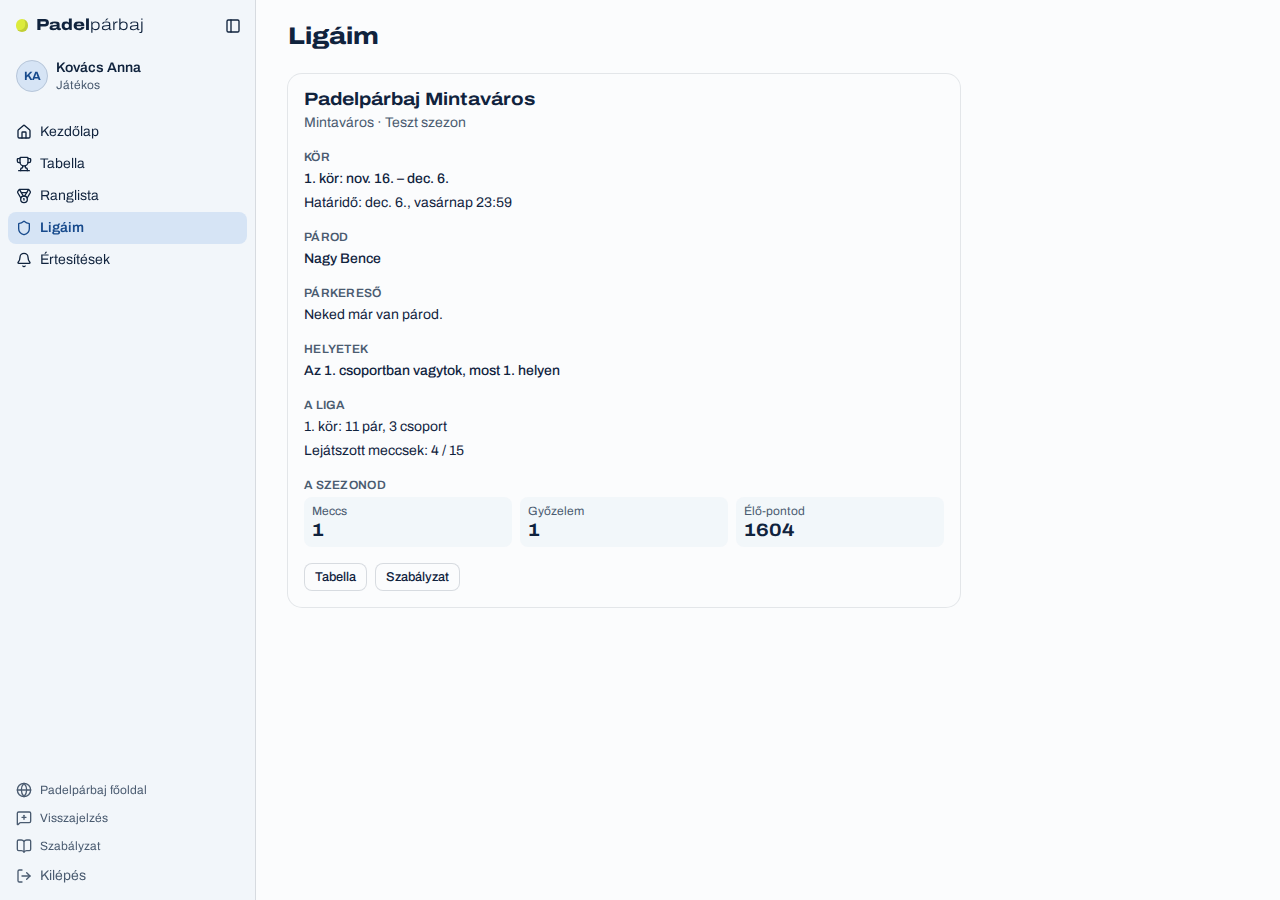 Padelpárbaj
KA
Kovács Anna
Játékos
Kezdőlap
Tabella
Ranglista
Ligáim
Értesítések
Padelpárbaj főoldal
Visszajelzés
Szabályzat
Kilépés
Ligáim
Padelpárbaj Mintaváros
Mintaváros · Teszt szezon
KÖR
1. kör: nov. 16. – dec. 6.
Határidő: dec. 6., vasárnap 23:59
PÁROD
Nagy Bence
PÁRKERESŐ
Neked már van párod.
HELYETEK
Az 1. csoportban vagytok, most 1. helyen
A LIGA
1. kör: 11 pár, 3 csoport
Lejátszott meccsek: 4 / 15
A SZEZONOD
Meccs Győzelem Élő-pontod
1 1 1604
Tabella Szabályzat